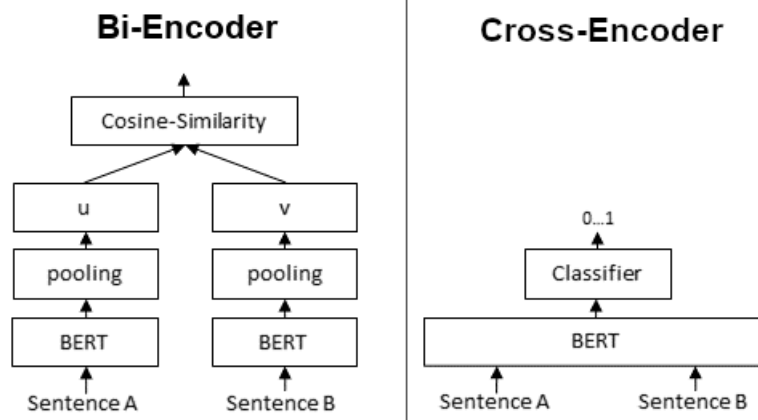 Bi-Encoder
Cosine-Similarity
u
v
pooling
pooling
BERT
BERT
Sentence A
Sentence B
Cross-Encoder
0...1
Classifier
BERT
Sentence A
Sentence B